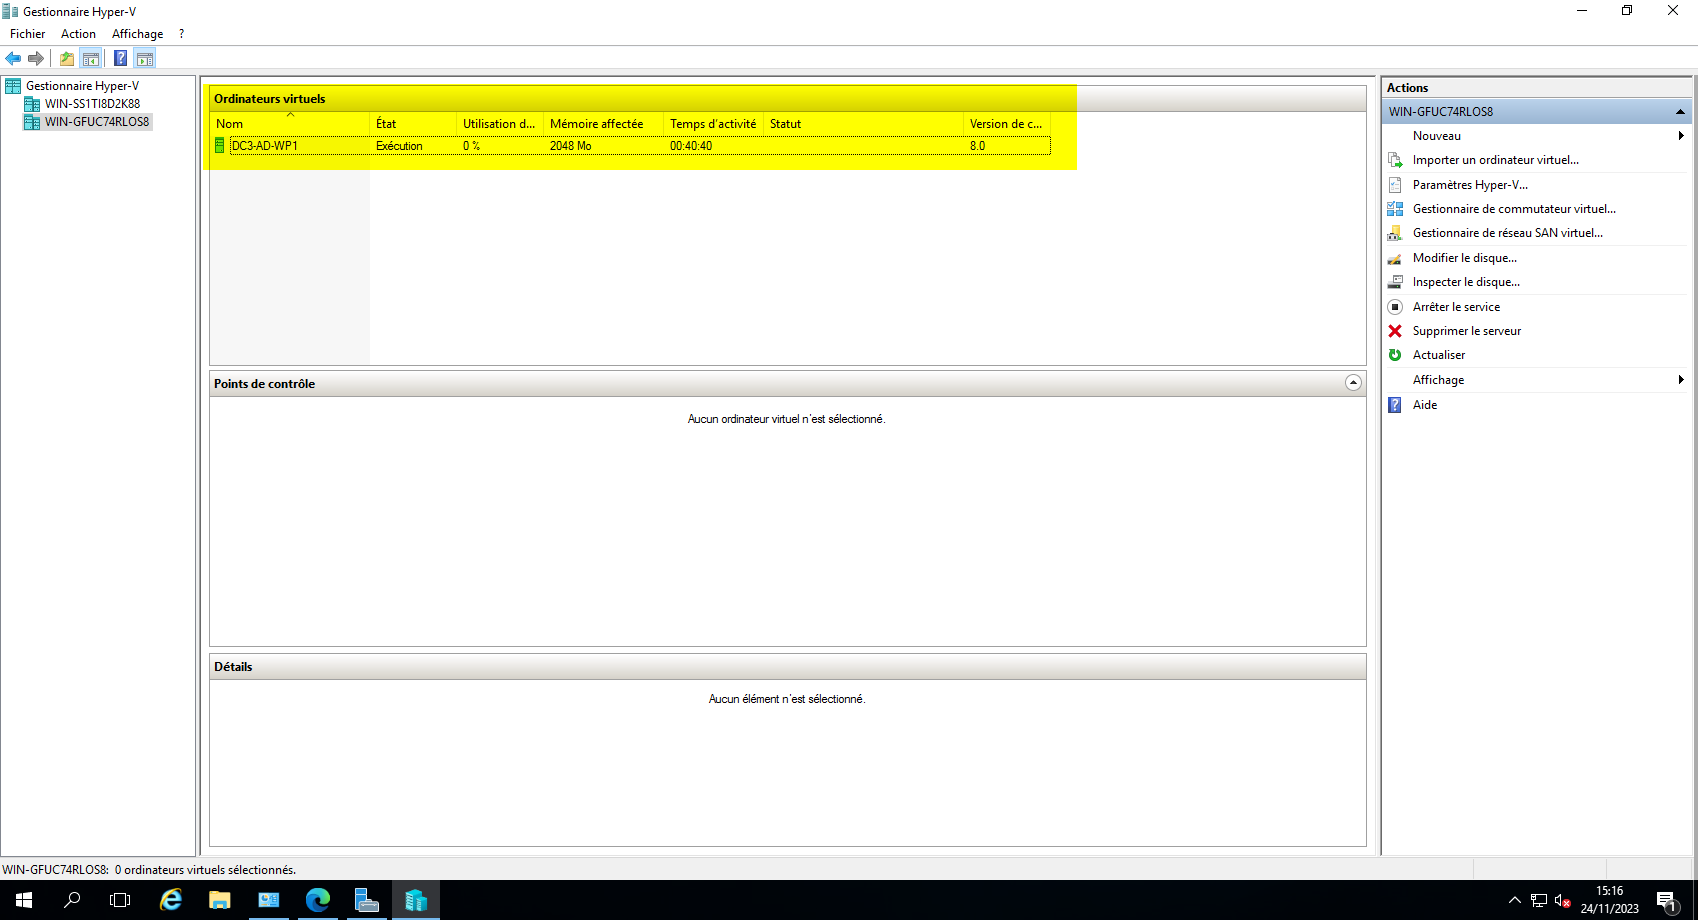 Gestionnaire Hyper-V
Fichier Action Affichage ?
Gestionnaire Hyper-V
WIN-SS1TI8D2K88
WIN-GFUC74RLOS8
Ordinateurs virtuels
Nom État Utilisation d... Mémoire affectée Temps d'activité Statut Version de c...
DC3-AD-WP1 Exécution 0 % 2048 Mo 00:40:40 8.0
Points de contrôle
Aucun ordinateur virtuel n'est sélectionné.
Détails
Aucun élément n'est sélectionné.
Actions
WIN-GFUC74RLOS8
Nouveau
Importer un ordinateur virtuel...
Paramètres Hyper-V...
Gestionnaire de commutateur virtuel...
Gestionnaire de réseau SAN virtuel...
Modifier le disque...
Inspecter le disque...
Arrêter le service
Supprimer le serveur
Actualiser
Affichage
Aide
WIN-GFUC74RLOS8: 0 ordinateurs virtuels sélectionnés.
15:16
24/11/2023
1